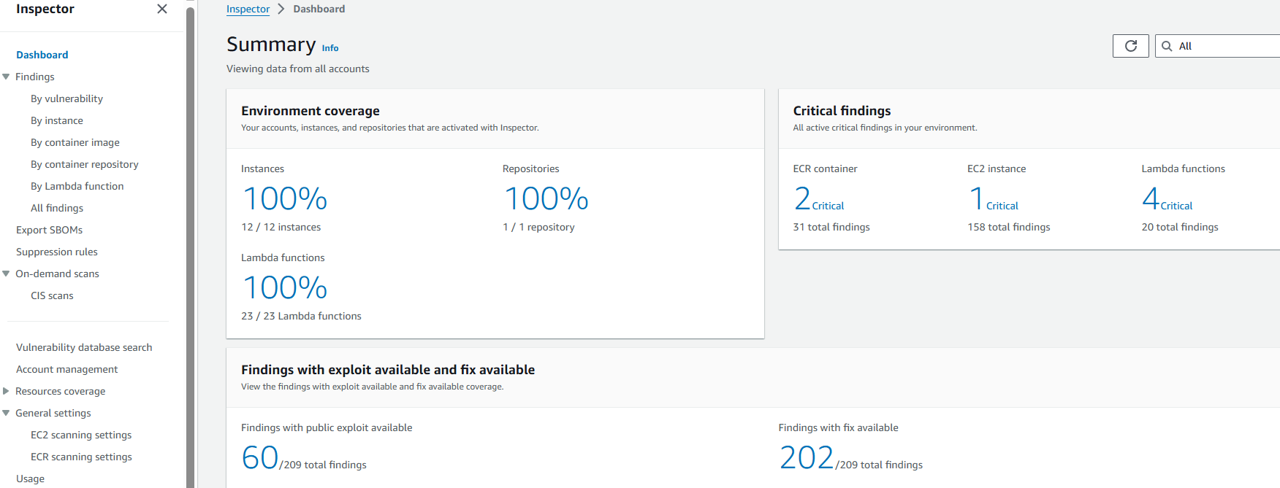 Inspector
Dashboard
Findings
By vulnerability
By instance
By container image
By container repository
By Lambda function
All findings
Export SBOMs
Suppression rules
On-demand scans
CIS scans
Vulnerability database search
Account management
Resources coverage
General settings
EC2 scanning settings
ECR scanning settings
Usage
Inspector > Dashboard
Summary Info
Viewing data from all accounts
All
Environment coverage
Your accounts, instances, and repositories that are activated with Inspector.
Instances
100%
12 / 12 instances
Repositories
100%
1 / 1 repository
Lambda functions
100%
23 / 23 Lambda functions
Critical findings
All active critical findings in your environment.
ECR container
2 Critical
31 total findings
EC2 instance
1 Critical
158 total findings
Lambda functions
4 Critical
20 total findings
Findings with exploit available and fix available
View the findings with exploit available and fix available coverage.
Findings with public exploit available
60/209 total findings
Findings with fix available
202/209 total findings